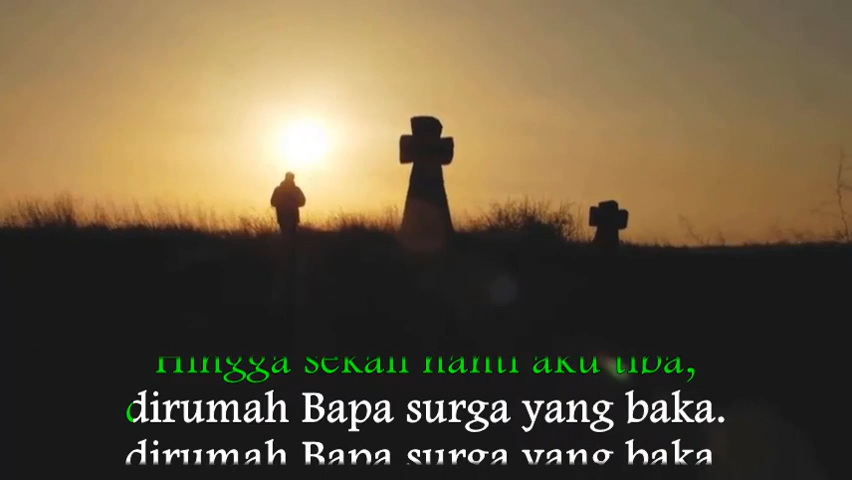 Hingga sekali nanti aku tiba,
dirumah Bapa surga yang baka.
dirumah Bapa surga yang baka